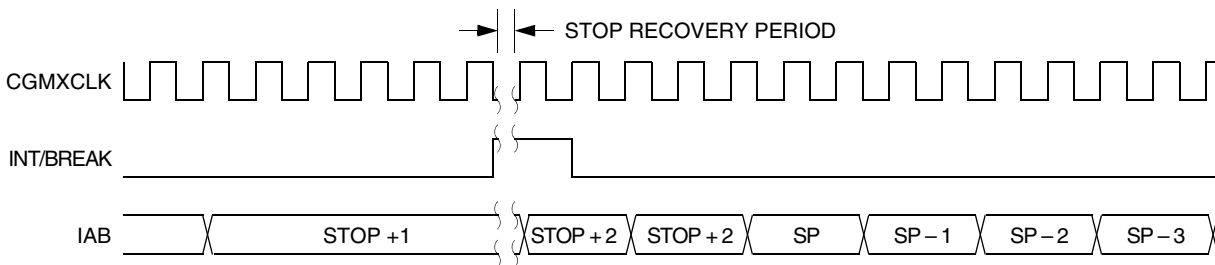 STOP RECOVERY PERIOD
CGMXCLK
INT/BREAK
IAB STOP +1 STOP + 2 STOP + 2 SP SP – 1 SP – 2 SP – 3